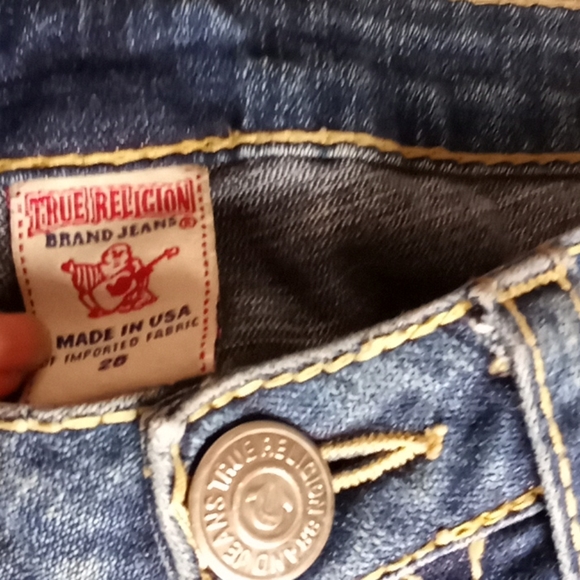 TRUE RELIGION
BRAND JEANS®
MADE IN USA
OF IMPORTED FABRIC
28
TRUE RELIGION BRAND JEANS